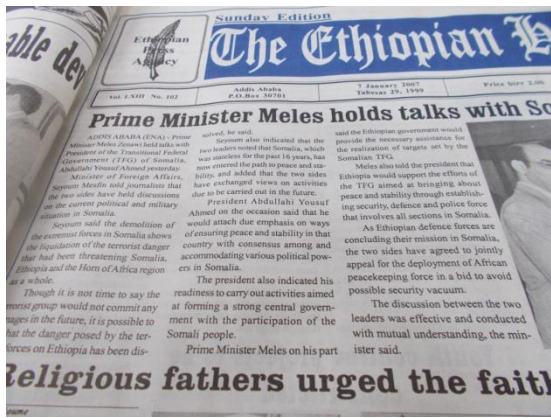 able dev
Ethiopian
Press
Agency
Sunday Edition
The Ethiopian H
Vol. LXIII No. 102
Addis Ababa
P.O.Box 30701
7 January 2007
Tahesas 29, 1999
Price birr 2.00
Prime Minister Meles holds talks with So
ADDIS ABABA (ENA) - Prime
Minister Meles Zenawi held talks with
President of the Transitional Federal
Government (TFG) of Somalia,
Abdullahi Yousuf Ahmed yesterday.
Minister of Foreign Affairs,
Seyoum Mesfin told journalists that
the two sides have held discussions
on the current political and military
situation in Somalia.
Seyoum said the demolition of
the extremist forces in Somalia shows
the liquidation of the terrorist danger
that had been threatening Somalia,
Ethiopia and the Horn of Africa region
as a whole.
Though it is not time to say the
rorist group would not commit any
ages in the future, it is possible to
that the danger posed by the ter-
forces on Ethiopia has been dis-
solved, he said.
Seyoum also indicated that the
two leaders noted that Somalia, which
was stateless for the past 16 years, has
now entered the path to peace and sta-
bility, and added that the two sides
have exchanged views on activities
due to be carried out in the future.
President Abdullahi Yousuf
Ahmed on the occasion said that he
would attach due emphasis on ways
of ensuring peace and stability in that
country with consensus among and
accommodating various political pow-
ers in Somalia.
The president also indicated his
readiness to carry out activities aimed
at forming a strong central govern-
ment with the participation of the
Somali people.
Prime Minister Meles on his part
said the Ethiopian government would
provide the necessary assistance for
the realization of targets set by the
Somalian TFG.
Meles also told the president that
Ethiopia would support the efforts of
the TFG aimed at bringing about
peace and stability through establish-
ing security, defence and police force
that involves all sections in Somalia.
As Ethiopian defence forces are
concluding their mission in Somalia,
the two sides have agreed to jointly
appeal for the deployment of African
peacekeeping force in a bid to avoid
possible security vacuum.
The discussion between the two
leaders was effective and conducted
with mutual understanding, the min-
ister said.
Religious fathers urged the faith